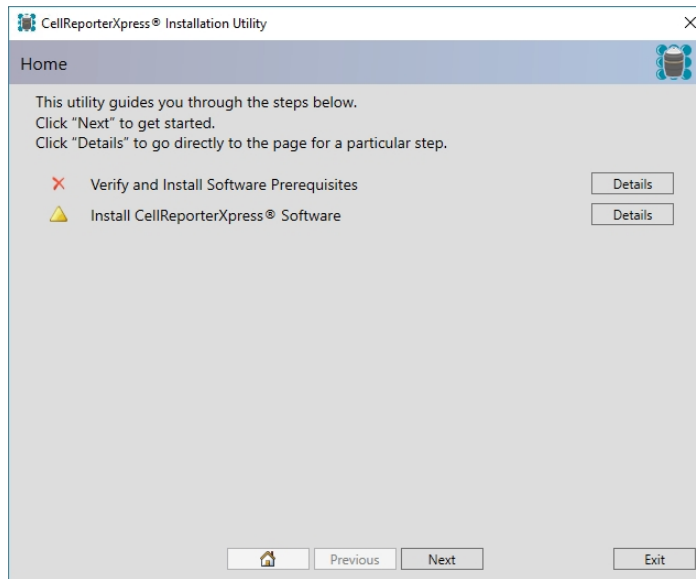 CellReporterXpress® Installation Utility
Home
This utility guides you through the steps below.
Click “Next” to get started.
Click “Details” to go directly to the page for a particular step.
Verify and Install Software Prerequisites Details
Install CellReporterXpress® Software Details
Previous Next Exit